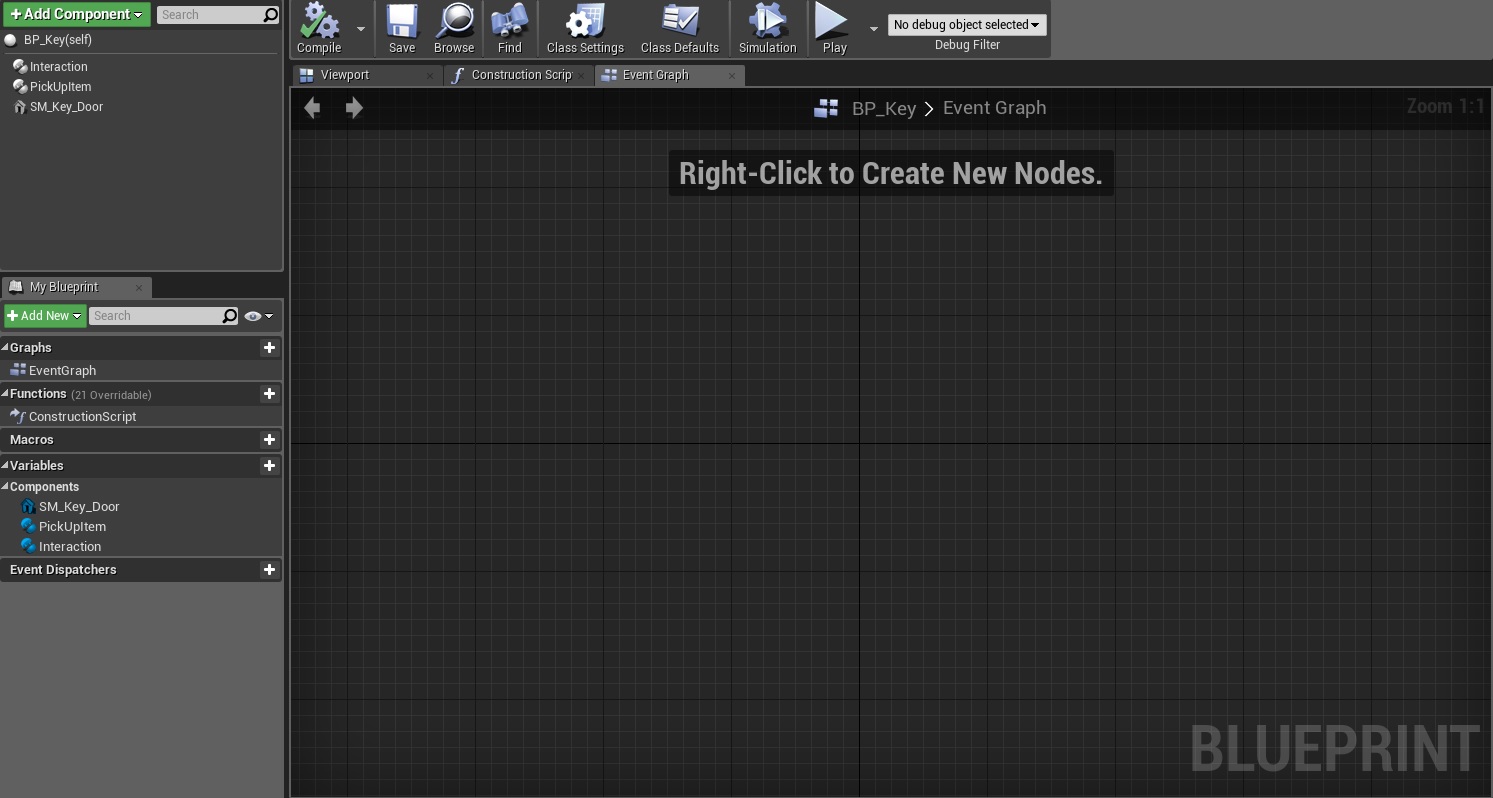 Add Component
Search
BP_Key(self)
Interaction
PickUpItem
SM_Key_Door
My Blueprint
Add New
Search
Graphs
EventGraph
Functions (21 Overridable)
ConstructionScript
Macros
Variables
Components
SM_Key_Door
PickUpItem
Interaction
Event Dispatchers
Compile
Save
Browse
Find
Class Settings
Class Defaults
Simulation
Play
No debug object selected
Debug Filter
Viewport
Construction Scrip
Event Graph
BP_Key > Event Graph
Zoom 1:1
Right-Click to Create New Nodes.
BLUEPRINT